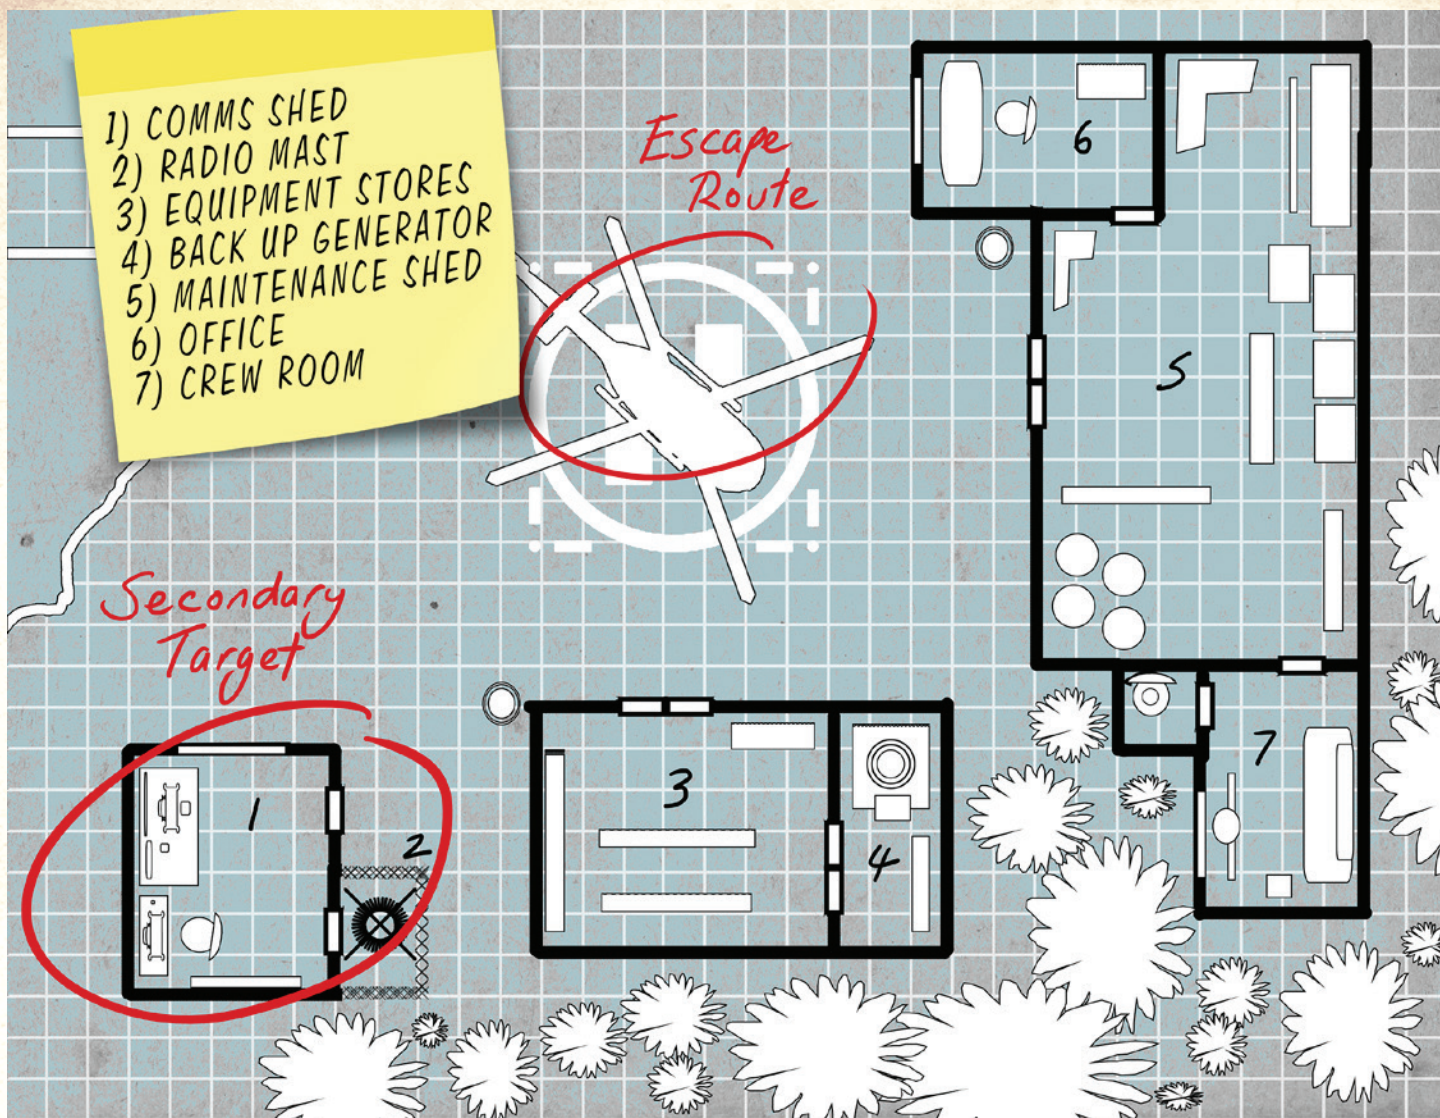 1) COMMS SHED
2) RADIO MAST
3) EQUIPMENT STORES
4) BACK UP GENERATOR
5) MAINTENANCE SHED
6) OFFICE
7) CREW ROOM
Escape
Route
6
5
Secondary
Target
1
2
3
4
7